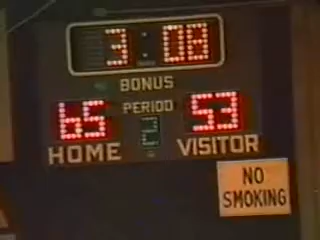 3:08
BONUS
PERIOD
65 2 53
HOME VISITOR
NO
SMOKING